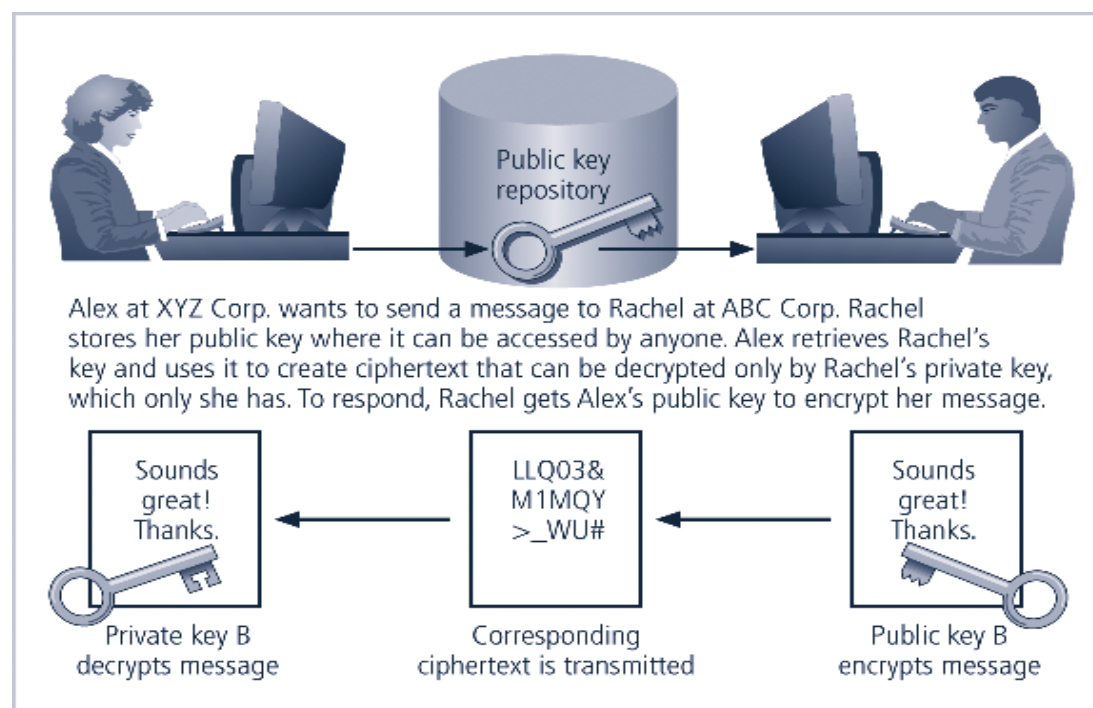 Public key
repository
Alex at XYZ Corp. wants to send a message to Rachel at ABC Corp. Rachel
stores her public key where it can be accessed by anyone. Alex retrieves Rachel’s
key and uses it to create ciphertext that can be decrypted only by Rachel’s private key,
which only she has. To respond, Rachel gets Alex’s public key to encrypt her message.
Sounds
great!
Thanks.
LLQ03&
M1MQY
>_WU#
Sounds
great!
Thanks.
Private key B
decrypts message
Corresponding
ciphertext is transmitted
Public key B
encrypts message